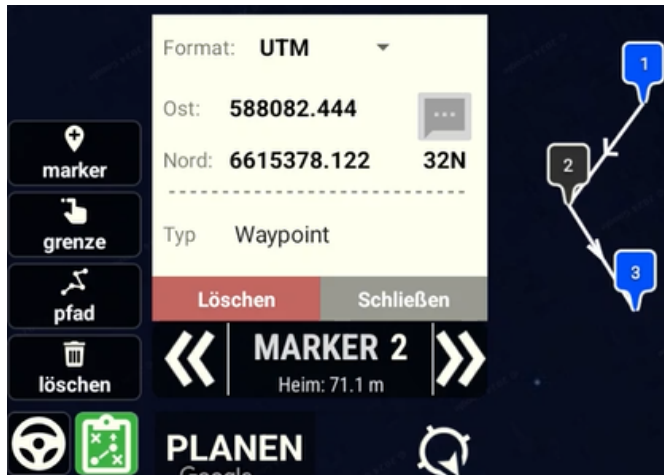 Format: UTM
Ost: 588082.444
Nord: 6615378.122 32N
Typ Waypoint
Löschen Schließen
MARKER 2
Heim: 71.1 m
marker
grenze
pfad
löschen
PLANEN
Google
1
2
3